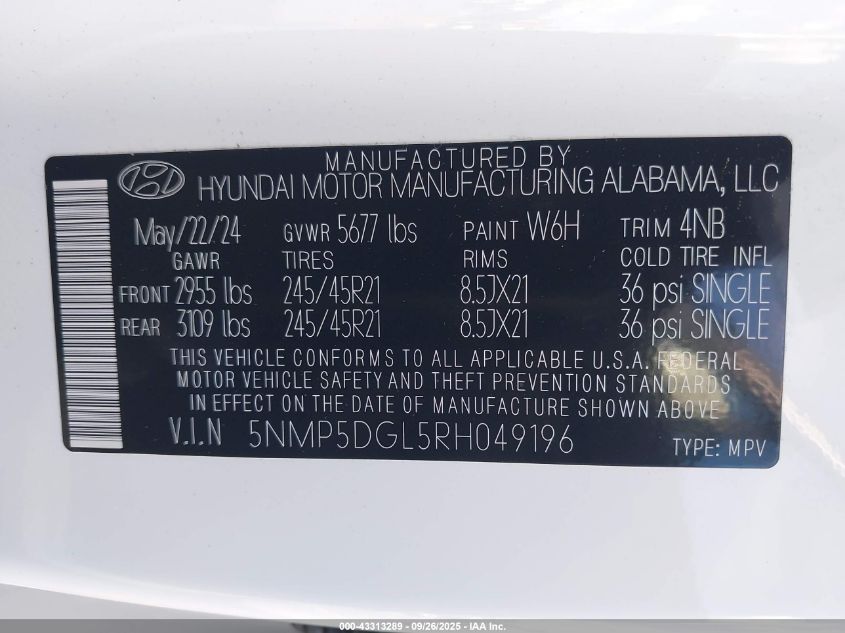 MANUFACTURED BY
HYUNDAI MOTOR MANUFACTURING ALABAMA, LLC
May/22/24 GVWR 5677 lbs PAINT W6H TRIM 4NB
GAWR TIRES RIMS COLD TIRE INFL
FRONT 2955 lbs 245/45R21 8.5JX21 36 psi SINGLE
REAR 3109 lbs 245/45R21 8.5JX21 36 psi SINGLE
THIS VEHICLE CONFORMS TO ALL APPLICABLE U.S.A. FEDERAL
MOTOR VEHICLE SAFETY AND THEFT PREVENTION STANDARDS
IN EFFECT ON THE DATE OF MANUFACTURE SHOWN ABOVE
V.I.N 5NMP5DGL5RH049196 TYPE: MPV
000-43313289 - 09/26/2025 - IAA Inc.